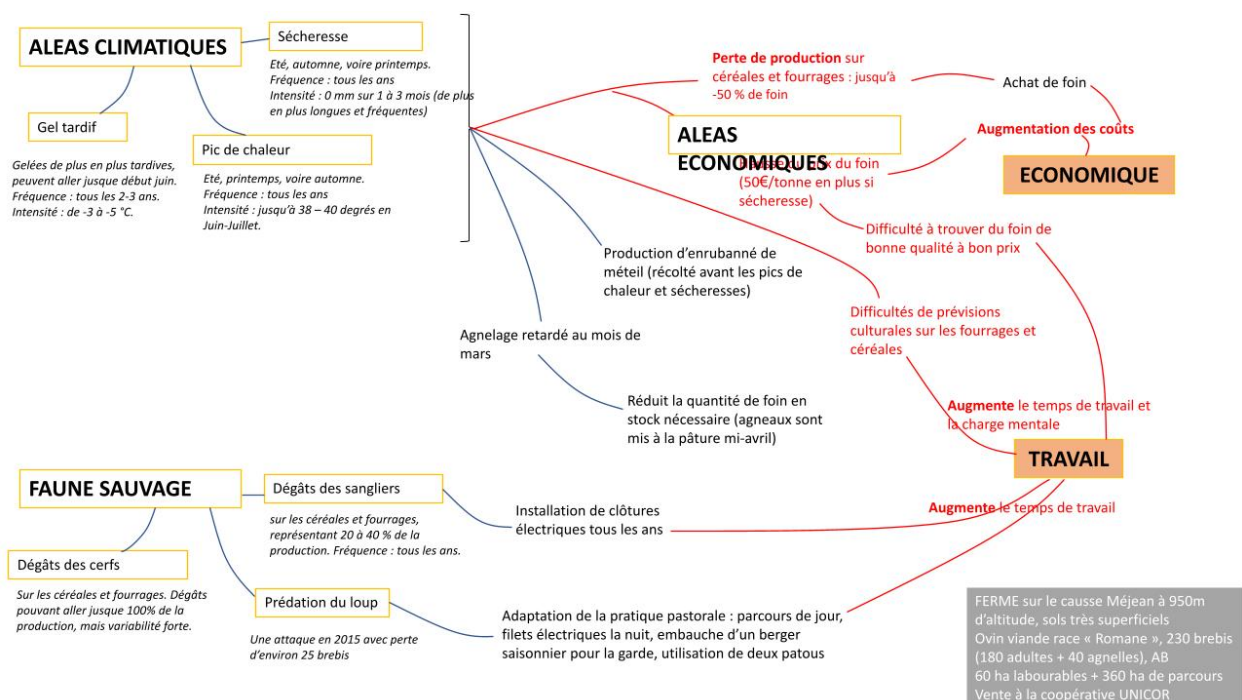 ALEAS CLIMATIQUES
Sécheresse
Eté, automne, voire printemps.
Fréquence : tous les ans
Intensité : 0 mm sur 1 à 3 mois (de plus
en plus longues et fréquentes)
Gel tardif
Gelées de plus en plus tardives,
peuvent aller jusque début juin.
Fréquence : tous les 2-3 ans.
Intensité : de -3 à -5 °C.
Pic de chaleur
Eté, printemps, voire automne.
Fréquence : tous les ans
Intensité : jusqu’à 38 – 40 degrés en
Juin-Juillet.
Perte de production sur
céréales et fourrages : jusqu’à
-50 % de foin
Achat de foin
ALEAS
ECONOMIQUES
Augmentation des coûts
ECONOMIQUE
du foin
(50€/tonne en plus si
sécheresse)
Difficulté à trouver du foin de
bonne qualité à bon prix
Production d’enrubanné de
méteil (récolté avant les pics de
chaleur et sécheresses)
Difficultés de prévisions
culturales sur les fourrages et
céréales
Agnelage retardé au mois de
mars
Réduit la quantité de foin en
stock nécessaire (agneaux sont
mis à la pâture mi-avril)
Augmente le temps de travail et
la charge mentale
TRAVAIL
Augmente le temps de travail
FAUNE SAUVAGE
Dégâts des sangliers
sur les céréales et fourrages,
représentant 20 à 40 % de la
production. Fréquence : tous les ans.
Installation de clôtures
électriques tous les ans
Dégâts des cerfs
Sur les céréales et fourrages. Dégâts
pouvant aller jusque 100% de la
production, mais variabilité forte.
Prédation du loup
Une attaque en 2015 avec perte
d’environ 25 brebis
Adaptation de la pratique pastorale : parcours de jour,
filets électriques la nuit, embauche d’un berger
saisonnier pour la garde, utilisation de deux patous
FERME sur le causse Méjean à 950m
d’altitude, sols très superficiels
Ovin viande race « Romane », 230 brebis
(180 adultes + 40 agnelles), AB
60 ha labourables + 360 ha de parcours
Vente à la coopérative UNICOR